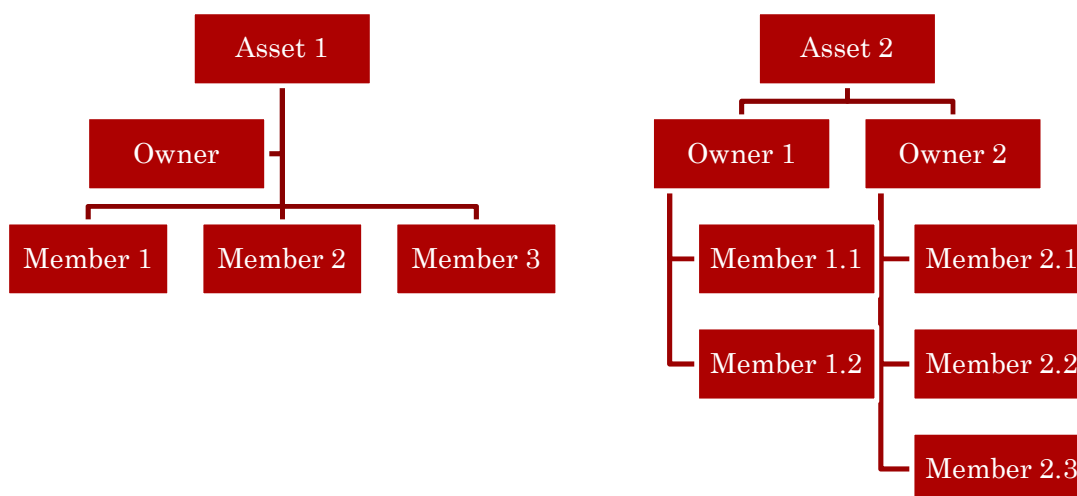 Asset 1
Owner
Member 1
Member 2
Member 3
Asset 2
Owner 1
Owner 2
Member 1.1
Member 1.2
Member 2.1
Member 2.2
Member 2.3